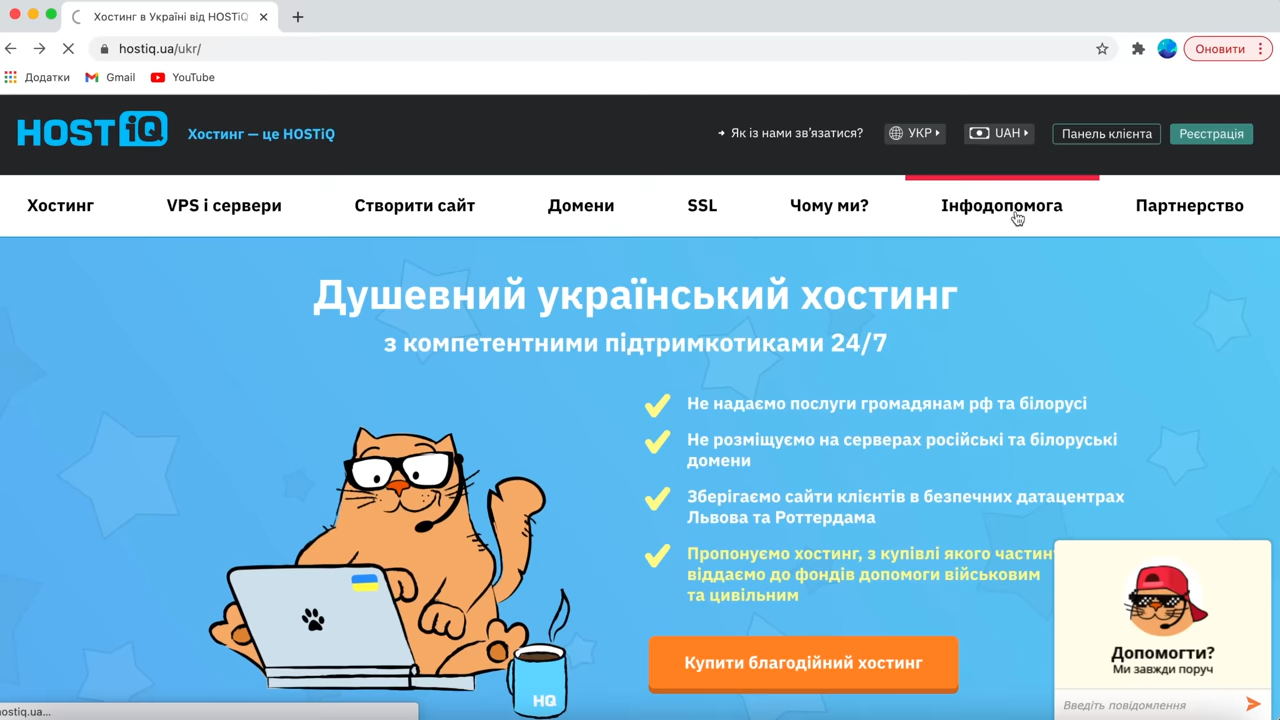 Хостинг в Україні від HOSTiQ
hostiq.ua/ukr/
Оновити
Додатки
Gmail
YouTube
HOSTiQ
Хостинг — це HOSTiQ
Як із нами зв’язатися?
УКР
UAH
Панель клієнта
Реєстрація
Хостинг
VPS і сервери
Створити сайт
Домени
SSL
Чому ми?
Інфодопомога
Партнерство
Душевний український хостинг
з компетентними підтримкотиками 24/7
Не надаємо послуги громадянам рф та білорусі
Не розміщуємо на серверах російські та білоруські
домени
Зберігаємо сайти клієнтів в безпечних датацентрах
Львова та Роттердама
Пропонуємо хостинг, з купівлі якого
віддаємо до фондів допомоги військовим
та цивільним
Купити благодійний хостинг
HQ
Допомогти?
Ми завжди поруч
Введіть повідомлення